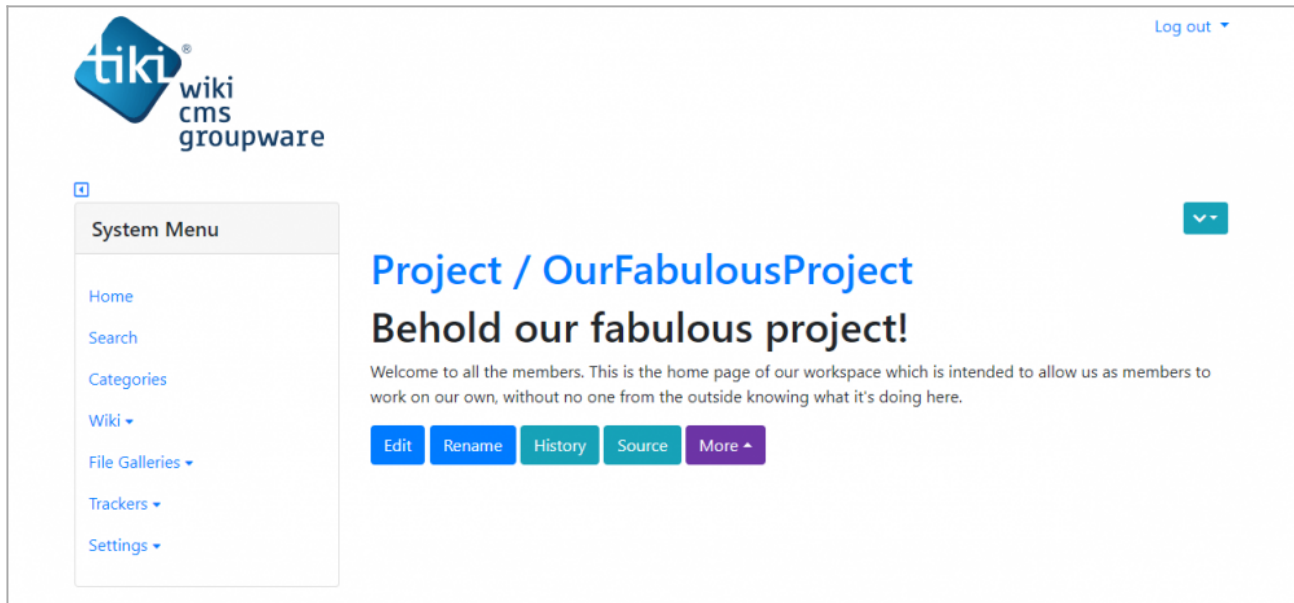 Log out
tiki®
wiki
cms
groupware
System Menu
Home
Search
Categories
Wiki
File Galleries
Trackers
Settings
Project / OurFabulousProject
Behold our fabulous project!
Welcome to all the members. This is the home page of our workspace which is intended to allow us as members to
work on our own, without no one from the outside knowing what it's doing here.
Edit Rename History Source More